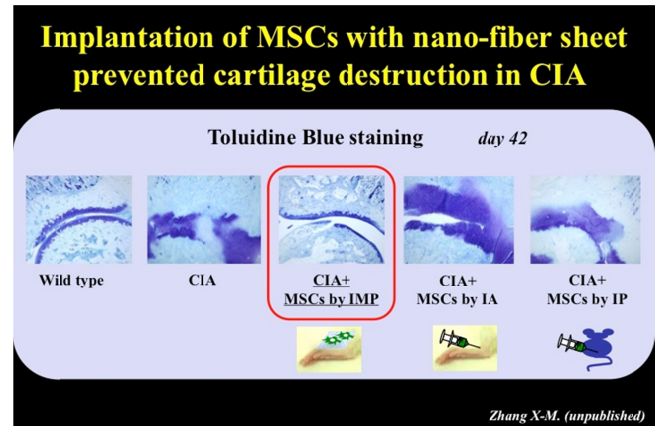 Implantation of MSCs with nano-fiber sheet
prevented cartilage destruction in CIA
Toluidine Blue staining day 42
Wild type
CIA
CIA+
MSCs by IMP
CIA+
MSCs by IA
CIA+
MSCs by IP
Zhang X-M. (unpublished)